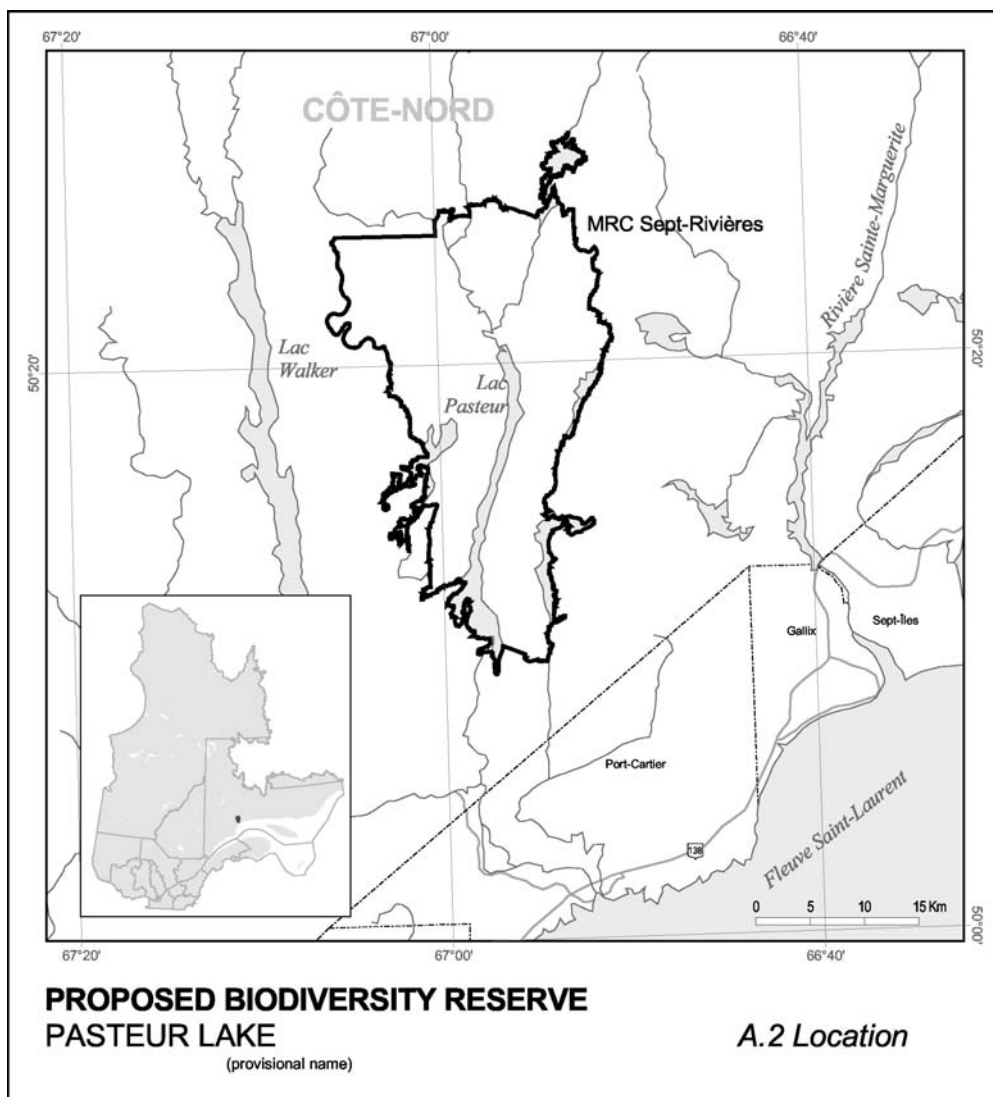 67°20'
67°00'
66°40'
CÔTE-NORD
MRC Sept-Rivières
Rivière Sainte-Marguerite
50°20'
50°20'
Lac
Walker
Lac
Pasteur
Gallix
Sept-Îles
Port-Cartier
138
Fleuve Saint-Laurent
0 5 10 15 Km
50°00'
67°20'
67°00'
66°40'
PROPOSED BIODIVERSITY RESERVE
PASTEUR LAKE
A.2 Location
(provisional name)